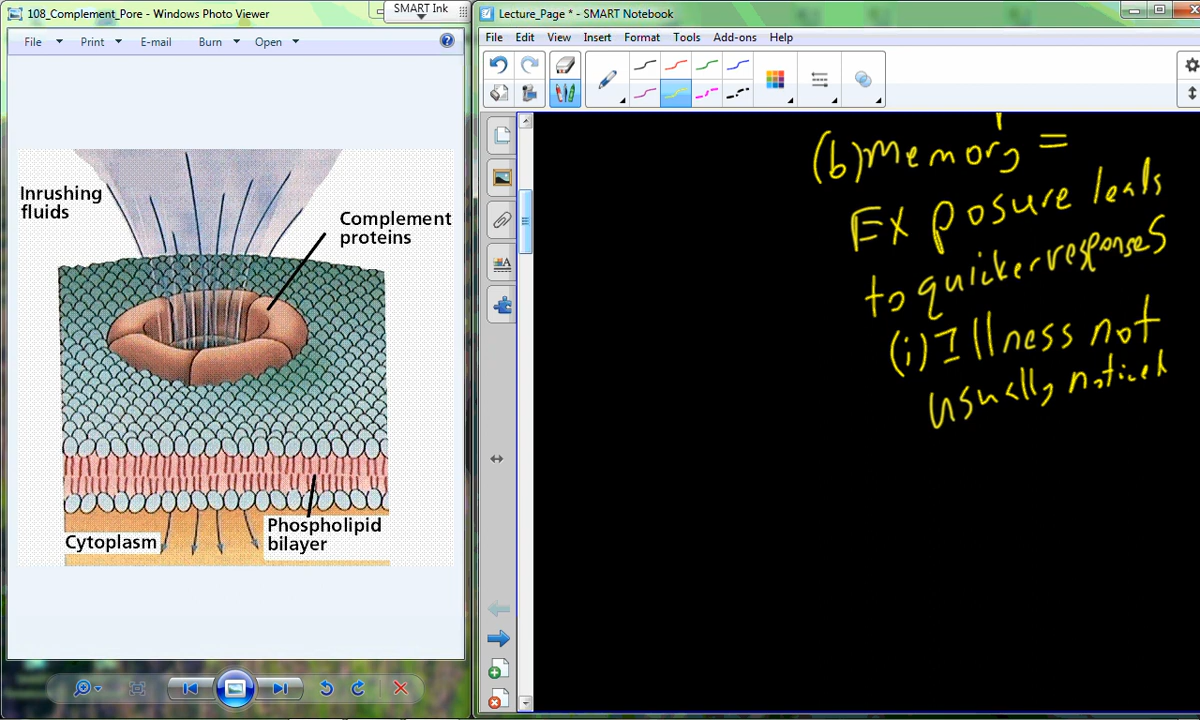 108_Complement_Pore - Windows Photo Viewer
SMART Ink
File Print E-mail Burn Open
Inrushing
fluids
Complement
proteins
Cytoplasm
Phospholipid
bilayer
Lecture_Page * - SMART Notebook
File Edit View Insert Format Tools Add-ons Help
(b) Memory =
Exposure leads
to quicker responses
(i) Illness not
usually noticed